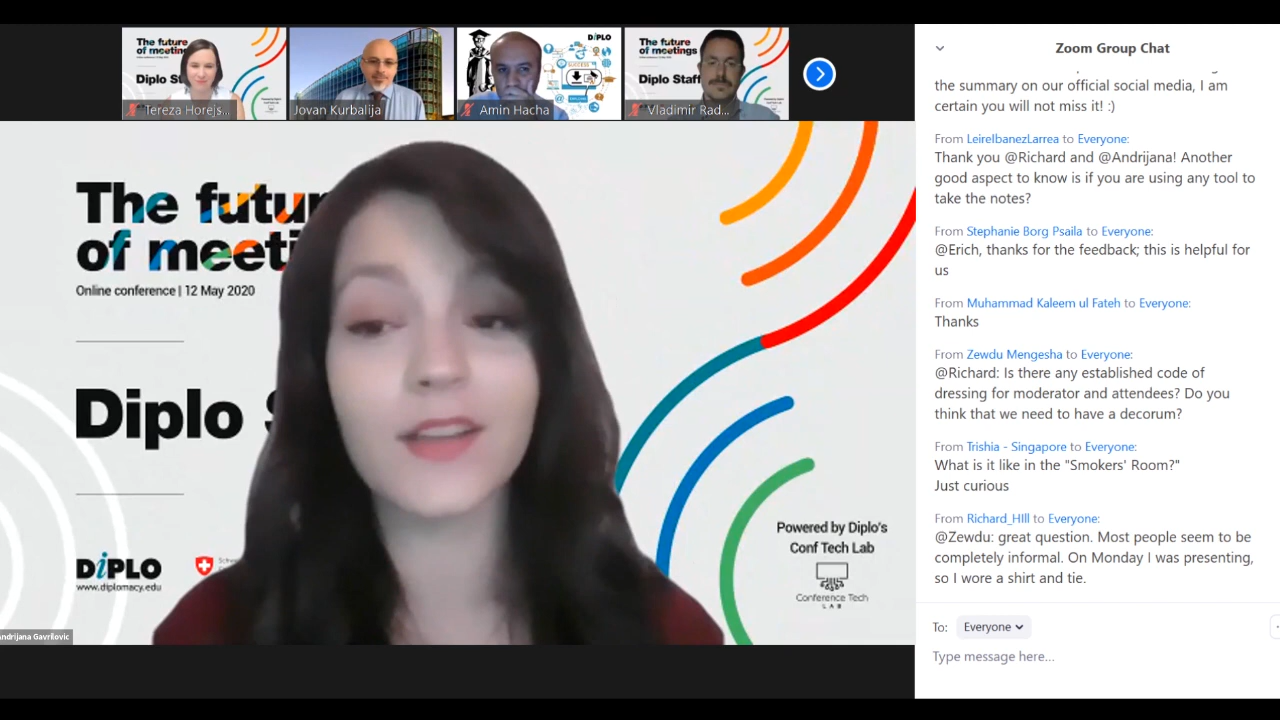 The future
of meetings
Diplo St
Tereza Horejs...
Jovan Kurbalija
DiPLO
SUCCESS
Amin Hacha
The future
of meetings
Diplo Staff
Vladimir Rad...
The futur
of meeti
Online conference | 12 May 2020
Diplo S
DiPLO
www.diplomacy.edu
Powered by Diplo's
Conf Tech Lab
Conference Tech
LAB
Andrijana Gavrilovic
Zoom Group Chat
the summary on our official social media, I am
certain you will not miss it! :)
From LeireIbanezLarrea to Everyone:
Thank you @Richard and @Andrijana! Another
good aspect to know is if you are using any tool to
take the notes?
From Stephanie Borg Psaila to Everyone:
@Erich, thanks for the feedback; this is helpful for
us
From Muhammad Kaleem ul Fateh to Everyone:
Thanks
From Zewdu Mengesha to Everyone:
@Richard: Is there any established code of
dressing for moderator and attendees? Do you
think that we need to have a decorum?
From Trishia - Singapore to Everyone:
What is it like in the "Smokers' Room?"
Just curious
From Richard_HIll to Everyone:
@Zewdu: great question. Most people seem to be
completely informal. On Monday I was presenting,
so I wore a shirt and tie.
To: Everyone
Type message here...